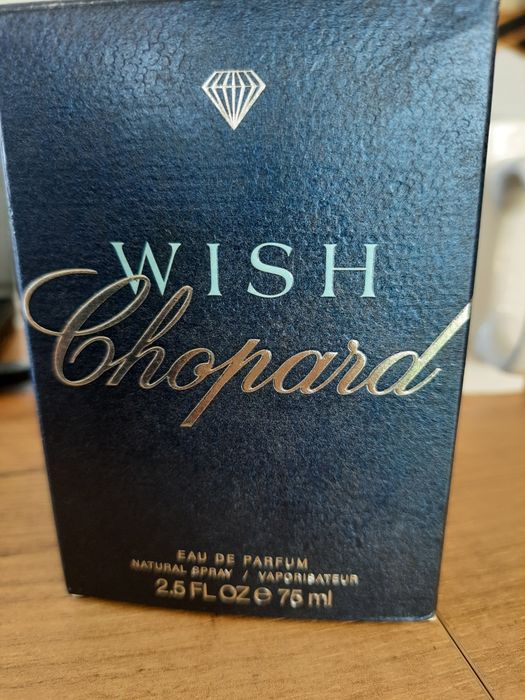 WISH
Chopard
EAU DE PARFUM
NATURAL SPRAY / VAPORISATEUR
2.5 FL OZ e 75 ml